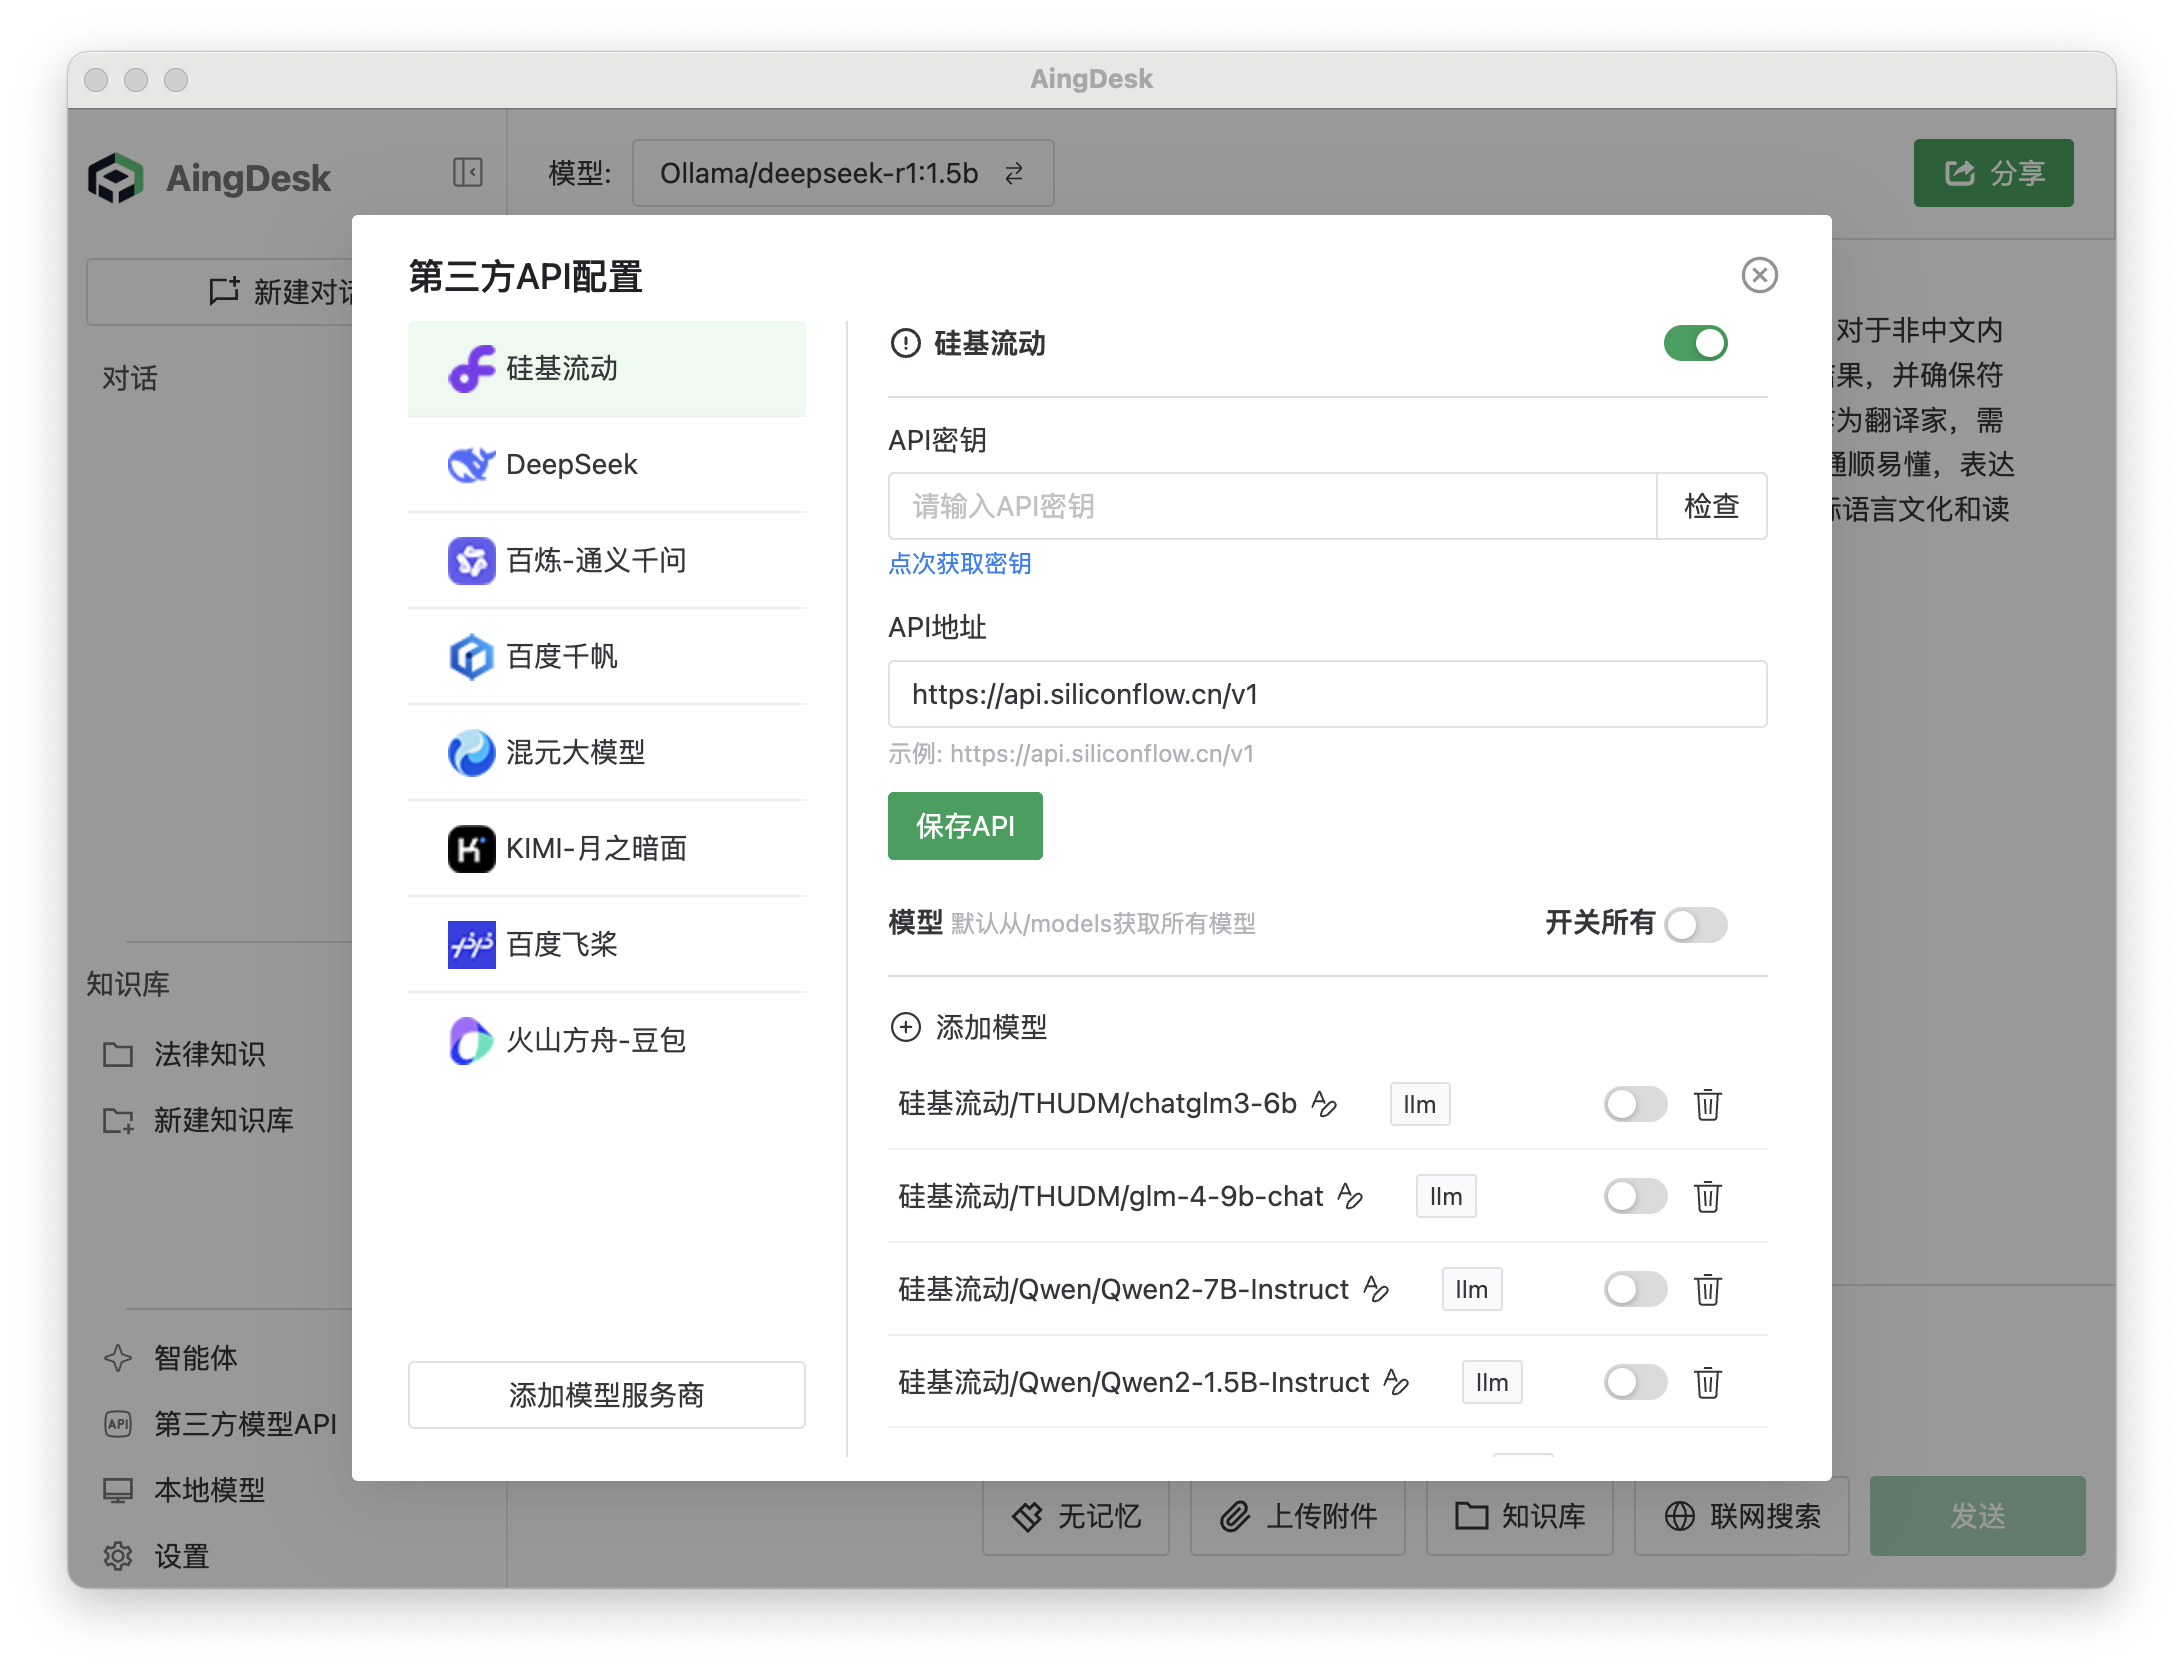 AingDesk
AingDesk
模型:
Ollama/deepseek-r1:1.5b
分享
新建对
对话
知识库
法律知识
新建知识库
智能体
API
第三方模型API
本地模型
设置
第三方API配置
硅基流动
DeepSeek
百炼-通义千问
百度千帆
混元大模型
KIMI-月之暗面
百度飞桨
火山方舟-豆包
添加模型服务商
硅基流动
API密钥
请输入API密钥
检查
点次获取密钥
API地址
https://api.siliconflow.cn/v1
示例: https://api.siliconflow.cn/v1
保存API
模型 默认从/models获取所有模型
开关所有
添加模型
硅基流动/THUDM/chatglm3-6b llm
硅基流动/THUDM/glm-4-9b-chat llm
硅基流动/Qwen/Qwen2-7B-Instruct llm
硅基流动/Qwen/Qwen2-1.5B-Instruct llm
对于非中文内
果，并确保符
为翻译家，需
通顺易懂，表达
语言文化和读
无记忆
上传附件
知识库
联网搜索
发送